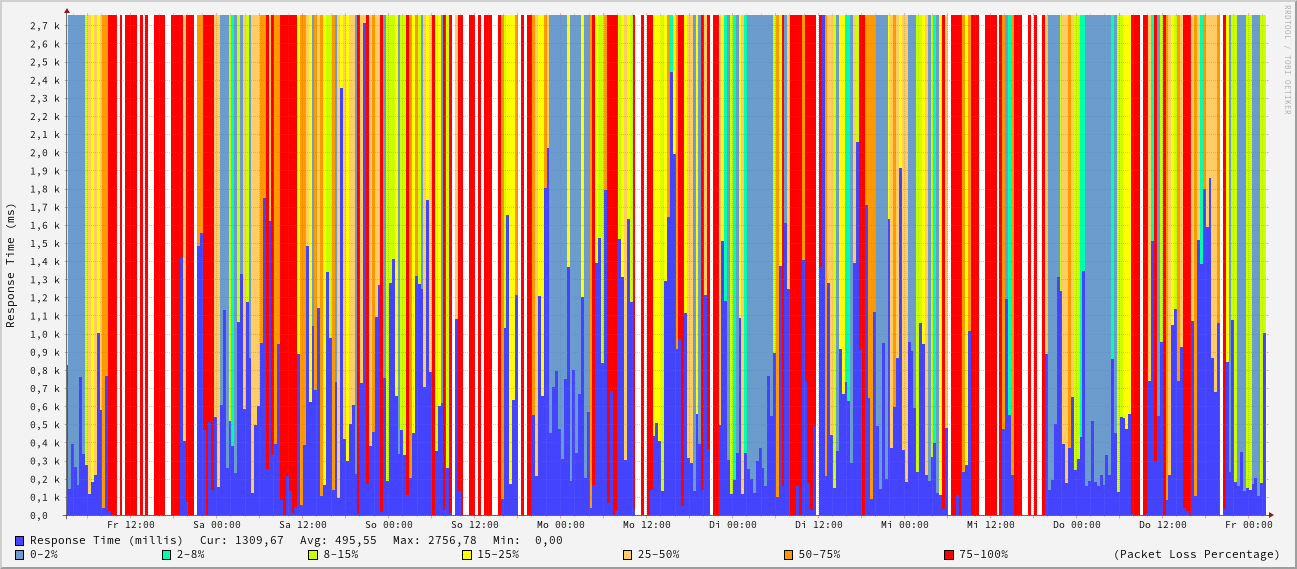 RRDTOOL / TOBI OETIKER
Response Time (ms)
2,7 k
2,6 k
2,5 k
2,4 k
2,3 k
2,2 k
2,1 k
2,0 k
1,9 k
1,8 k
1,7 k
1,6 k
1,5 k
1,4 k
1,3 k
1,2 k
1,1 k
1,0 k
0,9 k
0,8 k
0,7 k
0,6 k
0,5 k
0,4 k
0,3 k
0,2 k
0,1 k
0,0
Fr 12:00 Sa 00:00 Sa 12:00 So 00:00 So 12:00 Mo 00:00 Mo 12:00 Di 00:00 Di 12:00 Mi 00:00 Mi 12:00 Do 00:00 Do 12:00 Fr 00:00
Response Time (millis) Cur: 1309,67 Avg: 495,55 Max: 2756,78 Min: 0,00
0-2% 2-8% 8-15% 15-25% 25-50% 50-75% 75-100% (Packet Loss Percentage)